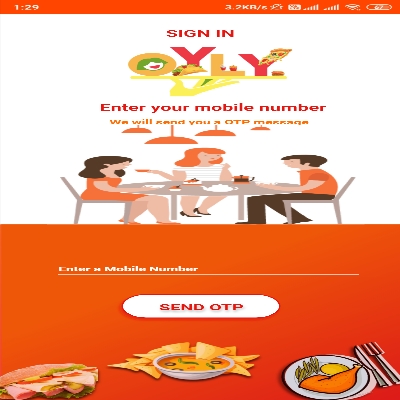 1:29 3.2KB/s
SIGN IN
OYLY
Enter your mobile number
We will send you a OTP message
Enter a Mobile Number
SEND OTP